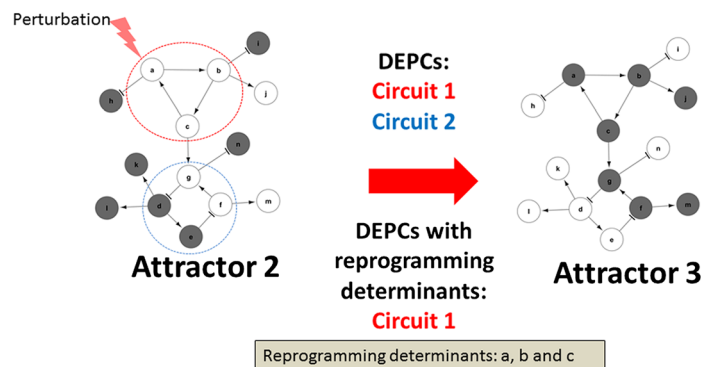 Perturbation
i
a
b
h
j
c
n
k
g
l
d
f
m
e
Attractor 2
DEPCs:
Circuit 1
Circuit 2
DEPCs with
reprogramming
determinants:
Circuit 1
i
a
b
h
j
c
n
k
g
l
d
f
m
e
Attractor 3
Reprogramming determinants: a, b and c